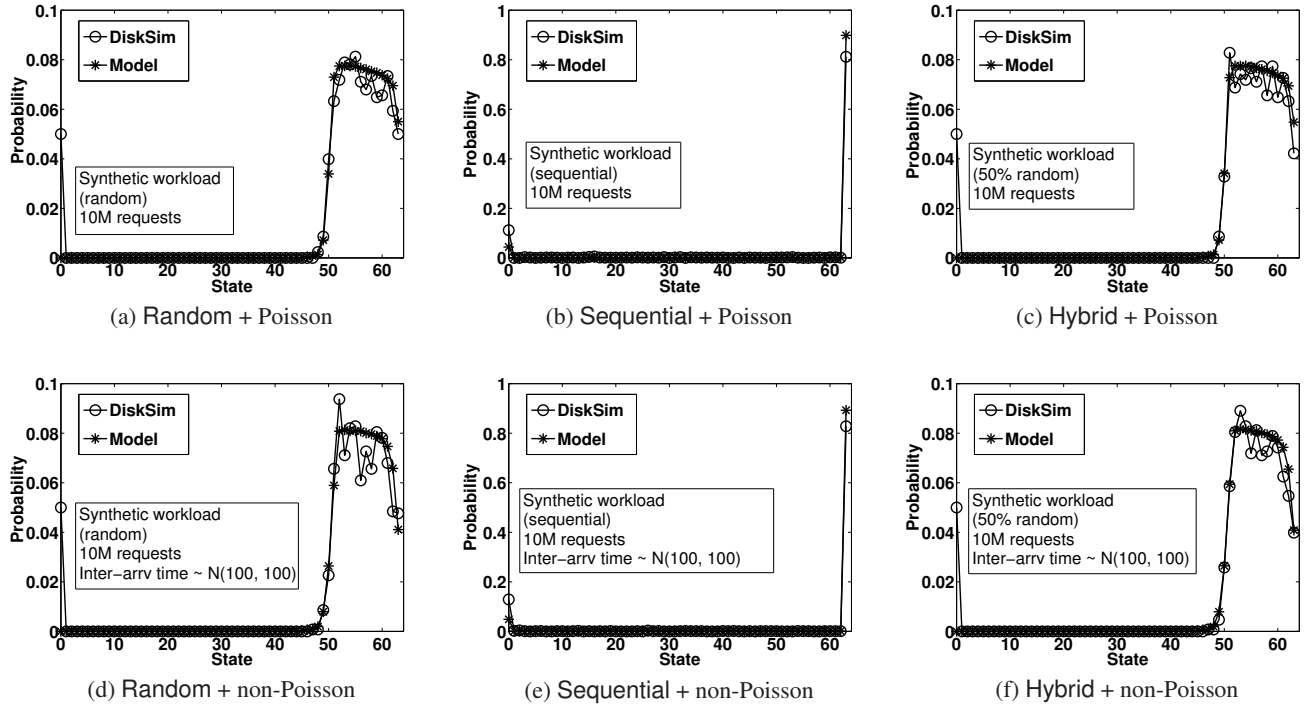 0.1
0.08
0.06
0.04
0.02
0
Probability
DiskSim
Model
Synthetic workload
(random)
10M requests
0 10 20 30 40 50 60
State
(a) Random + Poisson
1
0.8
0.6
0.4
0.2
0
Probability
DiskSim
Model
Synthetic workload
(sequential)
10M requests
0 10 20 30 40 50 60
State
(b) Sequential + Poisson
0.1
0.08
0.06
0.04
0.02
0
Probability
DiskSim
Model
Synthetic workload
(50% random)
10M requests
0 10 20 30 40 50 60
State
(c) Hybrid + Poisson
0.1
0.08
0.06
0.04
0.02
0
Probability
DiskSim
Model
Synthetic workload
(random)
10M requests
Inter−arrv time ~ N(100, 100)
0 10 20 30 40 50 60
State
(d) Random + non-Poisson
1
0.8
0.6
0.4
0.2
0
Probability
DiskSim
Model
Synthetic workload
(sequential)
10M requests
Inter−arrv time ~ N(100, 100)
0 10 20 30 40 50 60
State
(e) Sequential + non-Poisson
0.1
0.08
0.06
0.04
0.02
0
Probability
DiskSim
Model
Synthetic workload
(50% random)
10M requests
Inter−arrv time ~ N(100, 100)
0 10 20 30 40 50 60
State
(f) Hybrid + non-Poisson